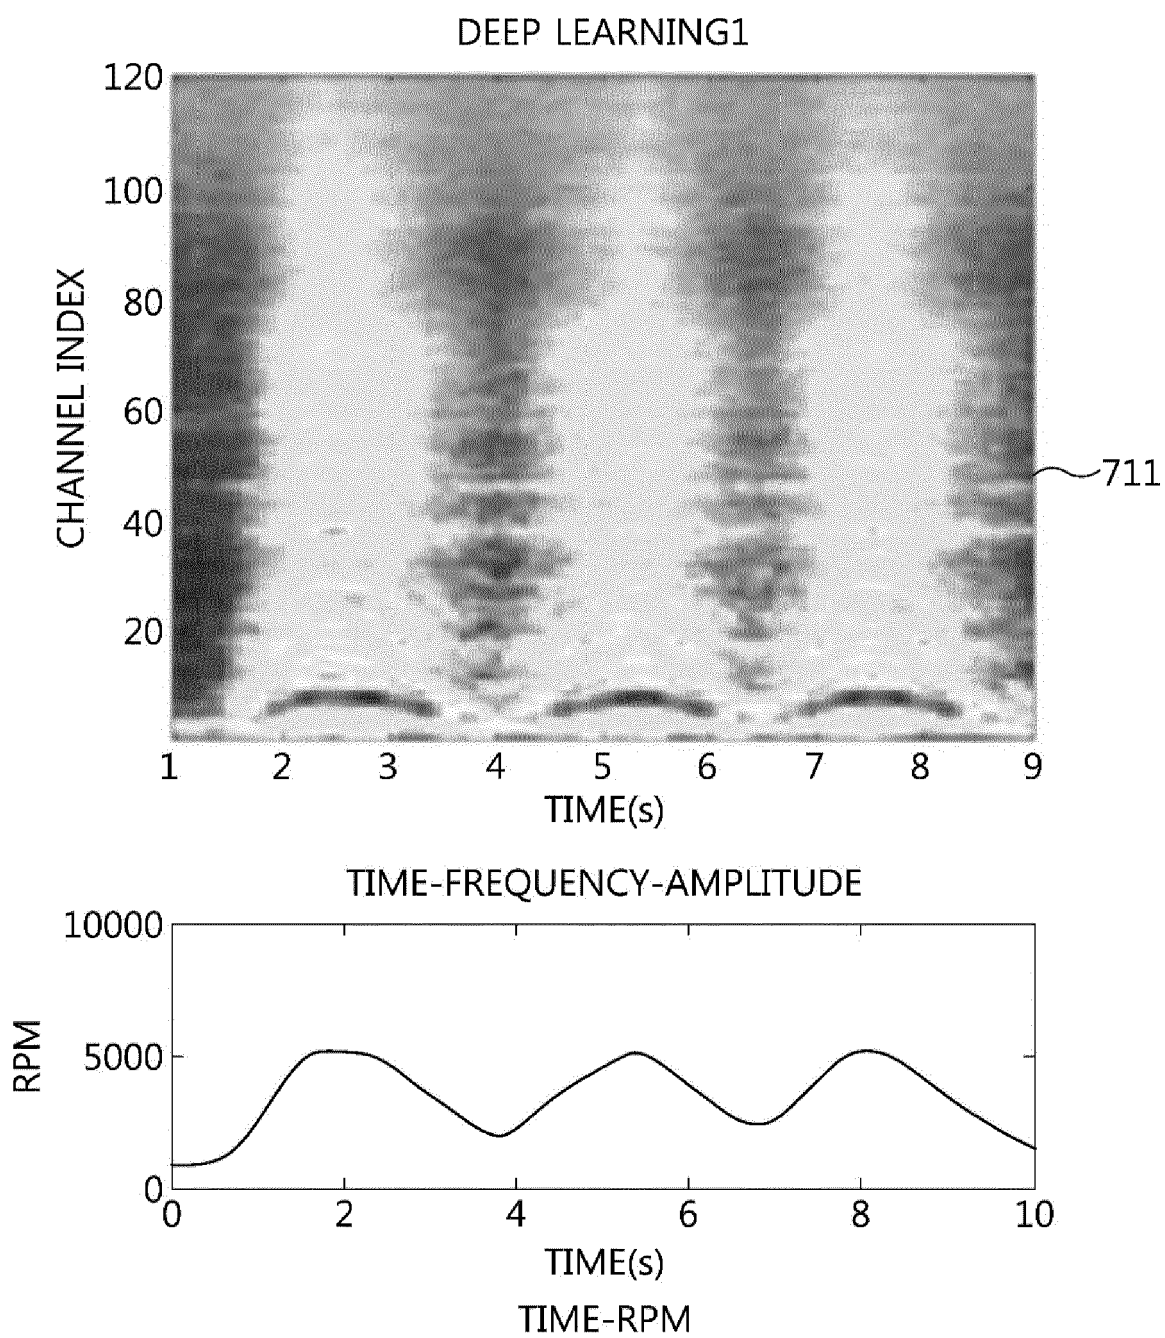 DEEP LEARNING1
120
100
80
60
40
20
CHANNEL INDEX
711
1 2 3 4 5 6 7 8 9
TIME(s)
TIME-FREQUENCY-AMPLITUDE
10000
5000
0
RPM
0 2 4 6 8 10
TIME(s)
TIME-RPM